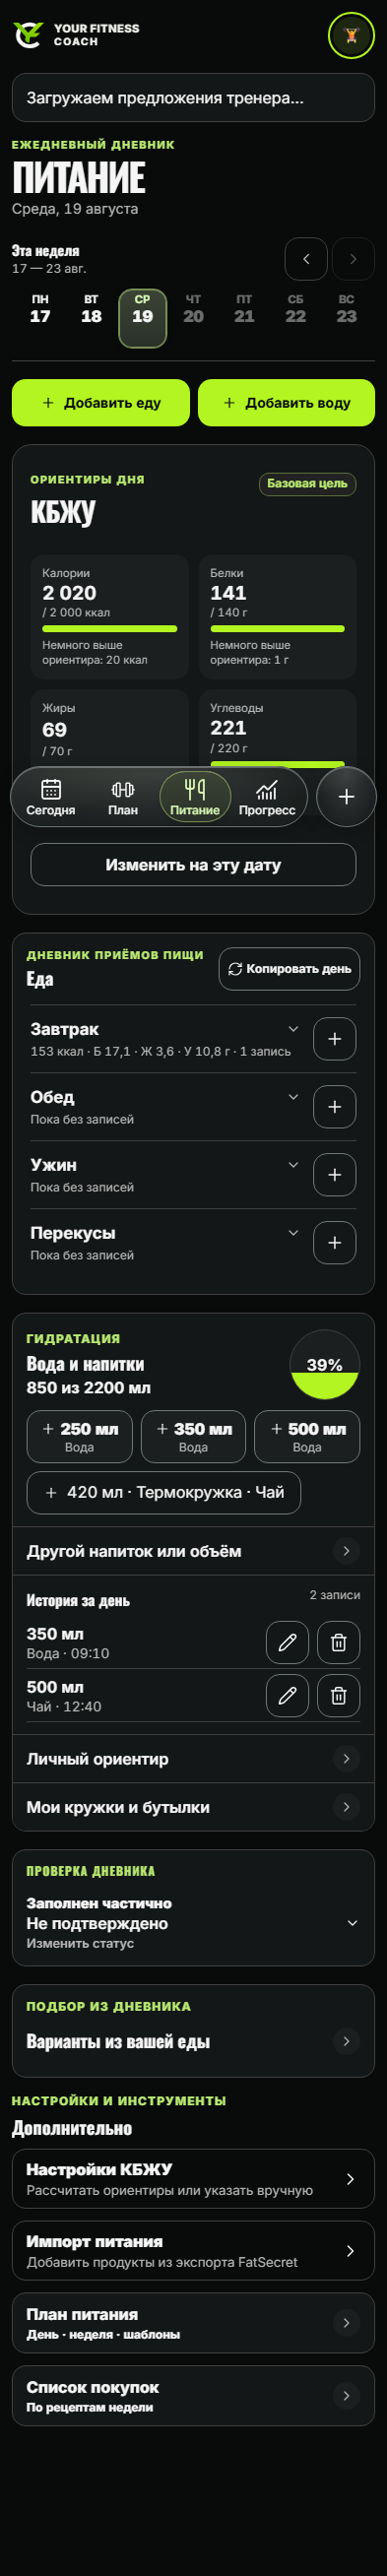 YOUR FITNESS
COACH
Загружаем предложения тренера...
ЕЖЕДНЕВНЫЙ ДНЕВНИК
ПИТАНИЕ
Среда, 19 августа
Эта неделя
17 — 23 авг.
ПН ВТ СР ЧТ ПТ СБ ВС
17 18 19 20 21 22 23
+ Добавить еду + Добавить воду
ОРИЕНТИРЫ ДНЯ
Базовая цель
КБЖУ
Калории
2 020
/ 2 000 ккал
Немного выше
ориентира: 20 ккал
Белки
141
/ 140 г
Немного выше
ориентира: 1 г
Жиры
69
/ 70 г
Углеводы
221
/ 220 г
Сегодня План Питание Прогресс +
Изменить на эту дату
ДНЕВНИК ПРИЁМОВ ПИЩИ
Еда
Копировать день
Завтрак
153 ккал · Б 17,1 · Ж 3,6 · У 10,8 г · 1 запись
Обед
Пока без записей
Ужин
Пока без записей
Перекусы
Пока без записей
ГИДРАТАЦИЯ
Вода и напитки
850 из 2200 мл
39%
+ 250 мл + 350 мл + 500 мл
Вода Вода Вода
+ 420 мл · Термокружка · Чай
Другой напиток или объём
История за день 2 записи
350 мл
Вода · 09:10
500 мл
Чай · 12:40
Личный ориентир
Мои кружки и бутылки
ПРОВЕРКА ДНЕВНИКА
Заполнен частично
Не подтверждено
Изменить статус
ПОДБОР ИЗ ДНЕВНИКА
Варианты из вашей еды
НАСТРОЙКИ И ИНСТРУМЕНТЫ
Дополнительно
Настройки КБЖУ
Рассчитать ориентиры или указать вручную
Импорт питания
Добавить продукты из экспорта FatSecret
План питания
День · неделя · шаблоны
Список покупок
По рецептам недели